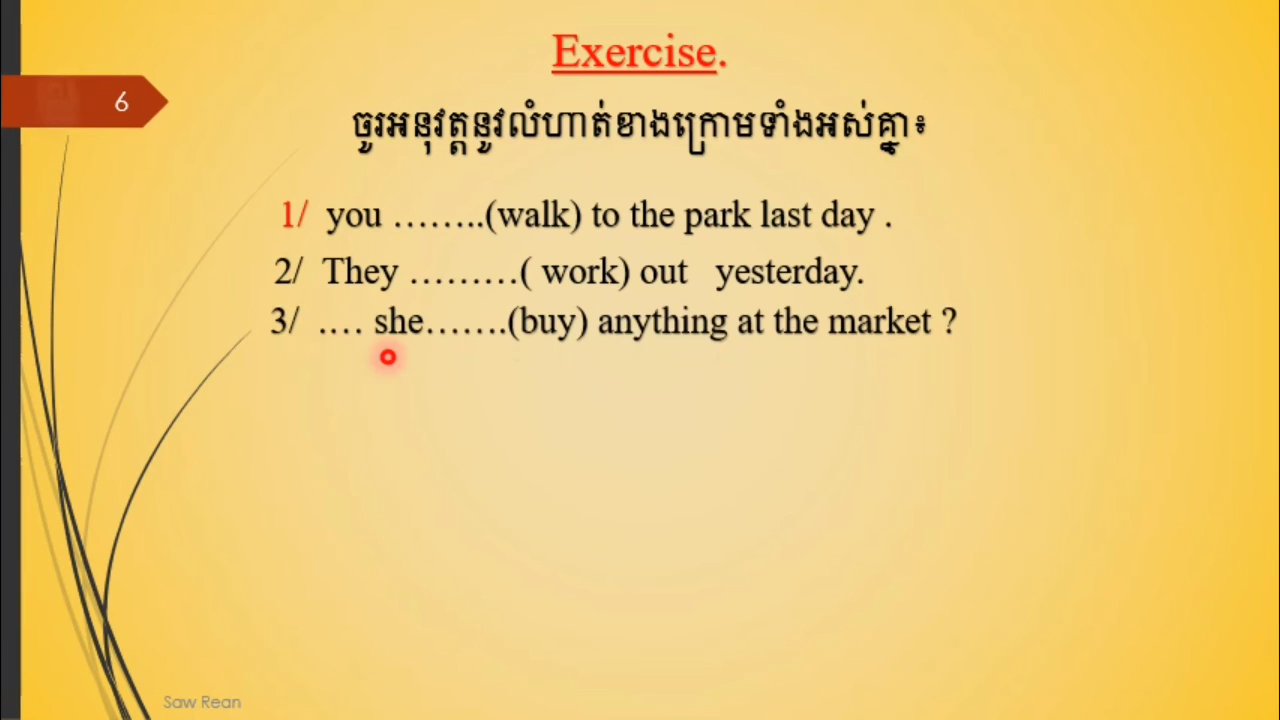 Exercise.
6
ចូរអនុវត្តនូវលំហាត់ខាងក្រោមទាំងអស់គ្នា៖
1/ you ……..(walk) to the park last day .
2/ They ………( work) out yesterday.
3/ …. she…….(buy) anything at the market ?
Saw Rean